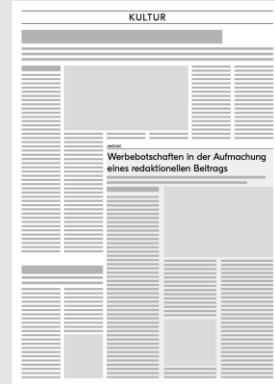 KULTUR
Werbebotschaften in der Aufmachung
eines redaktionellen Beitrags